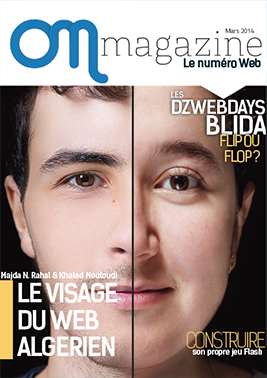 Mars 2014
OM magazine
Le numéro Web
LES
DZWEBDAYS
BLIDA
FLIP OU
FLOP ?
Majda N. Rahal & Khaled Mouloudi
LE VISAGE
DU WEB
ALGERIEN
CONSTRUIRE
son propre jeu Flash